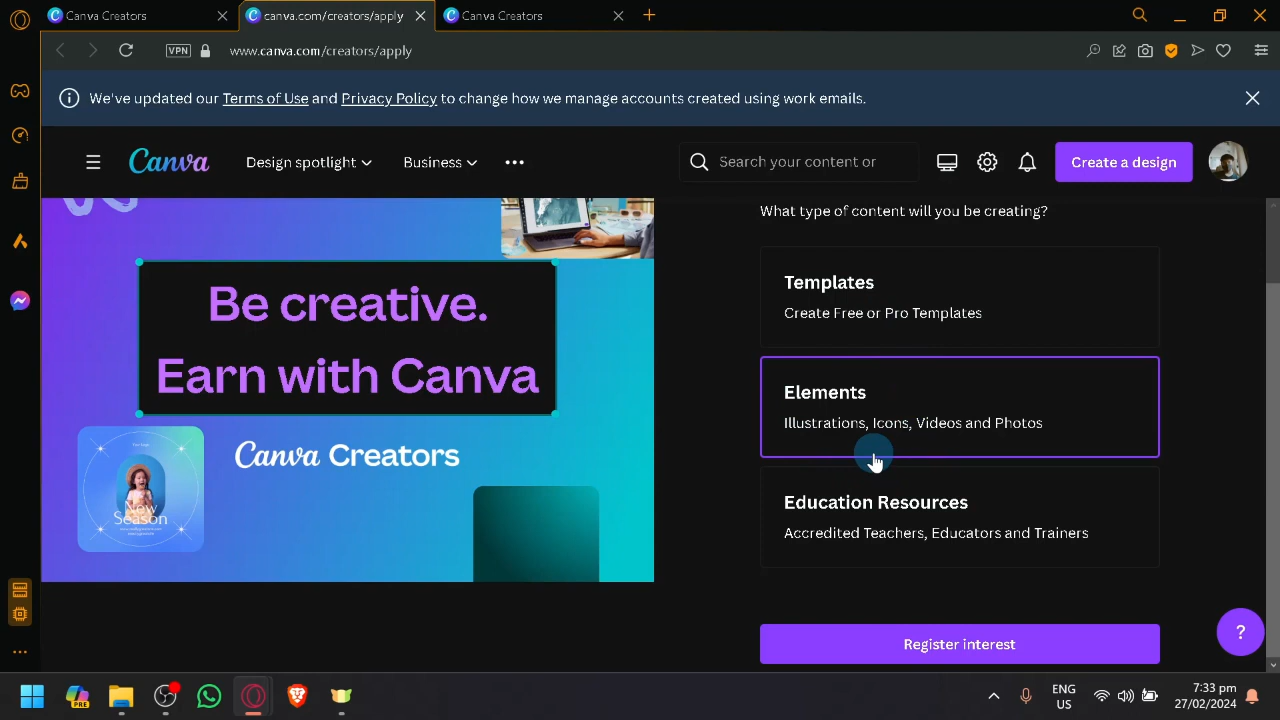 Canva Creators
canva.com/creators/apply
Canva Creators
VPN
www.canva.com/creators/apply
We've updated our Terms of Use and Privacy Policy to change how we manage accounts created using work emails.
Canva
Design spotlight
Business
Search your content or
Create a design
What type of content will you be creating?
Be creative.
Earn with Canva
Canva Creators
New
Season
Templates
Create Free or Pro Templates
Elements
Illustrations, Icons, Videos and Photos
Education Resources
Accredited Teachers, Educators and Trainers
Register interest
?
PRE
ENG
US
7:33 pm
27/02/2024